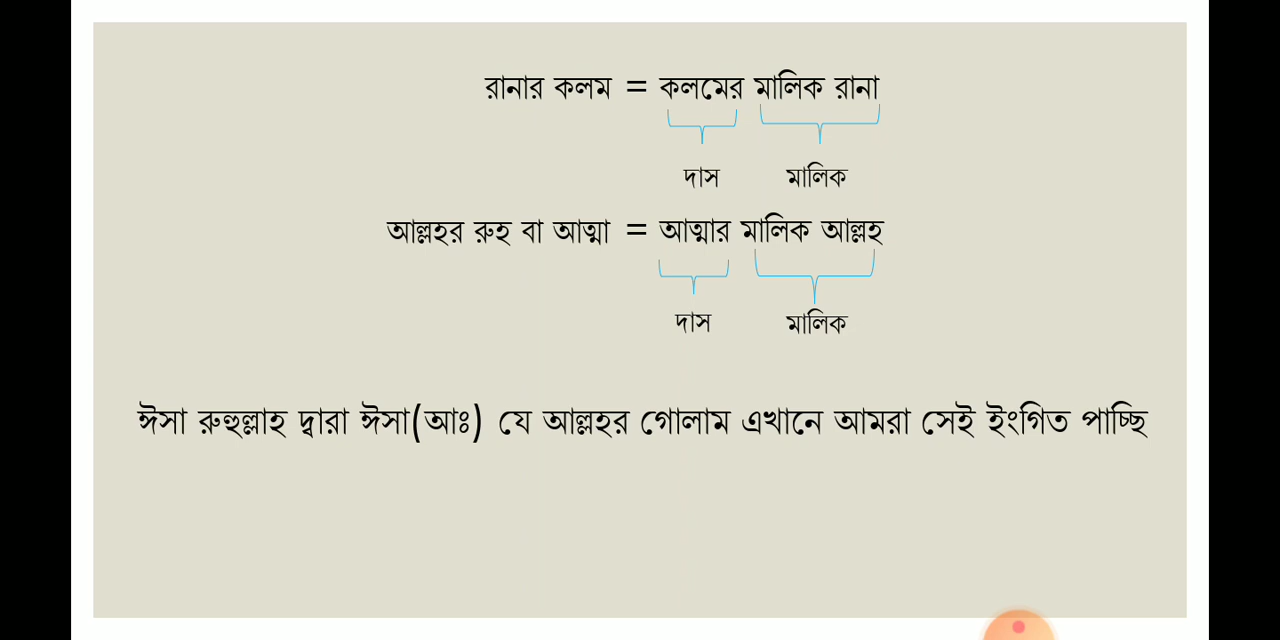 রানার কলম = কলমের মালিক রানা
দাস মালিক
আল্লহর রুহ বা আত্মা = আত্মার মালিক আল্লহ
দাস মালিক
ঈসা রুহুল্লাহ দ্বারা ঈসা(আঃ) যে আল্লহর গোলাম এখানে আমরা সেই ইংগিত পাচ্ছি